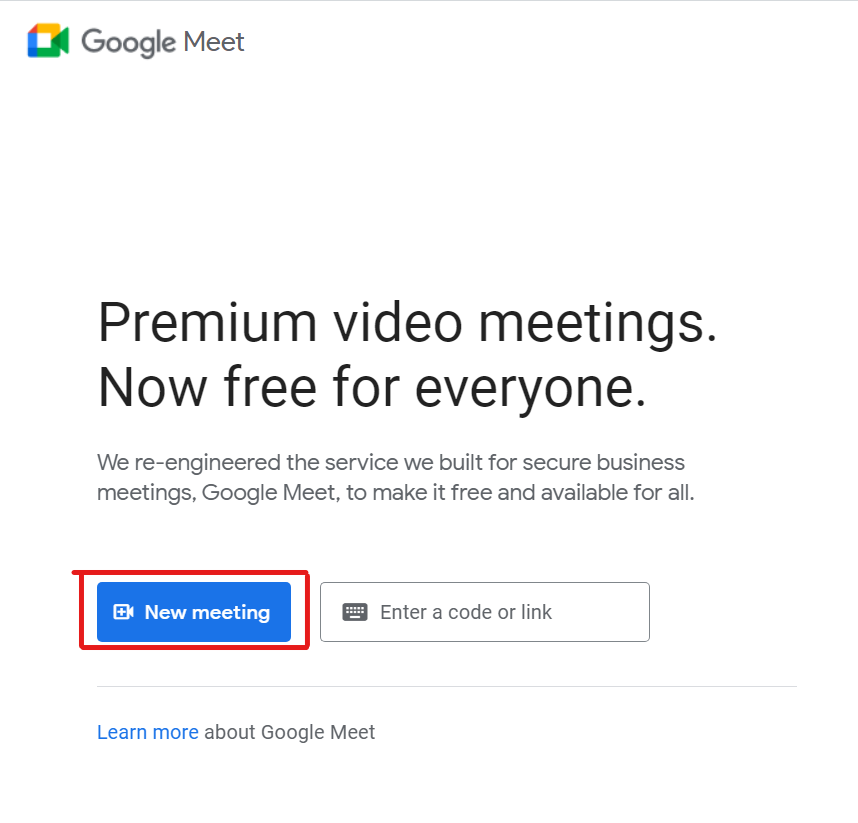 Google Meet
Premium video meetings.
Now free for everyone.
We re-engineered the service we built for secure business
meetings, Google Meet, to make it free and available for all.
New meeting
Enter a code or link
Learn more about Google Meet